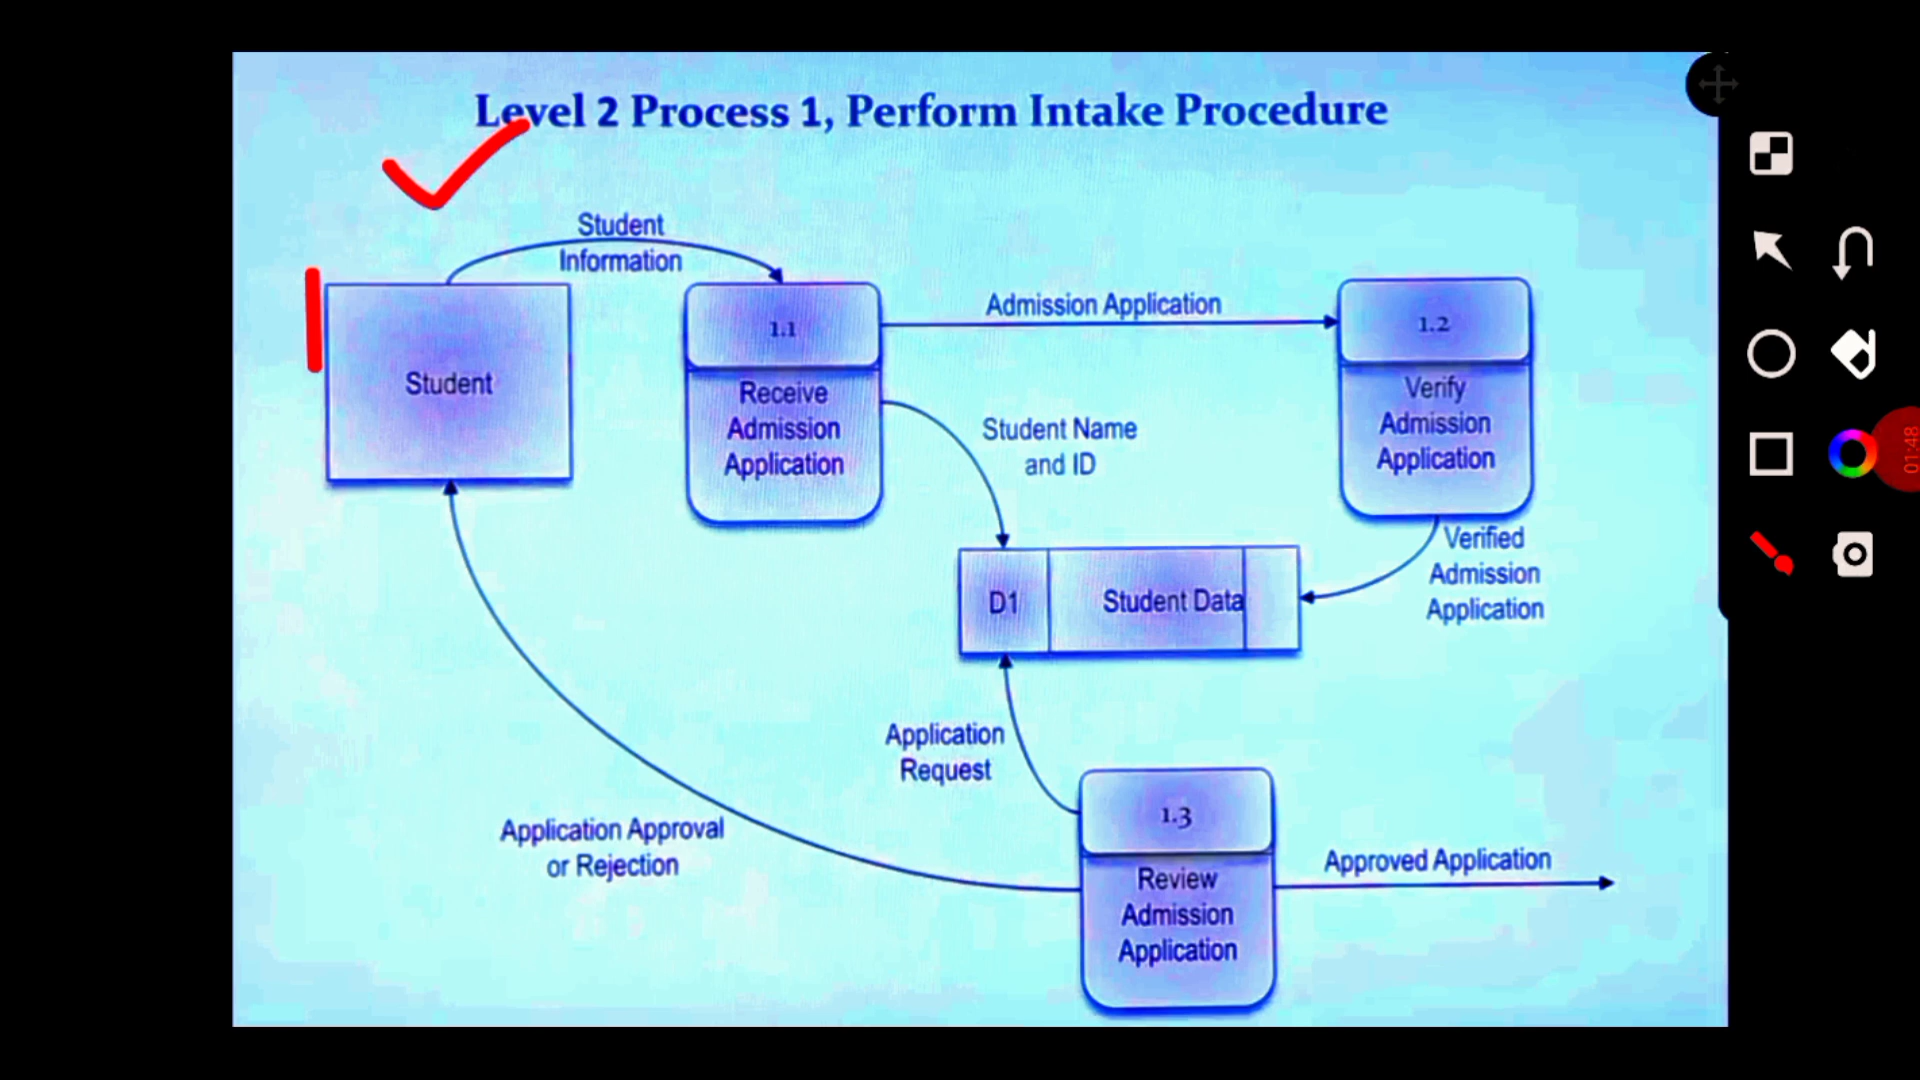 Level 2 Process 1, Perform Intake Procedure
Student
Information
Admission Application
1.1
1.2
Student
Receive
Admission
Application
Verify
Admission
Application
Student Name
and ID
Verified
Admission
Application
D1
Student Data
Application
Request
1.3
Application Approval
or Rejection
Approved Application
Review
Admission
Application
01:48